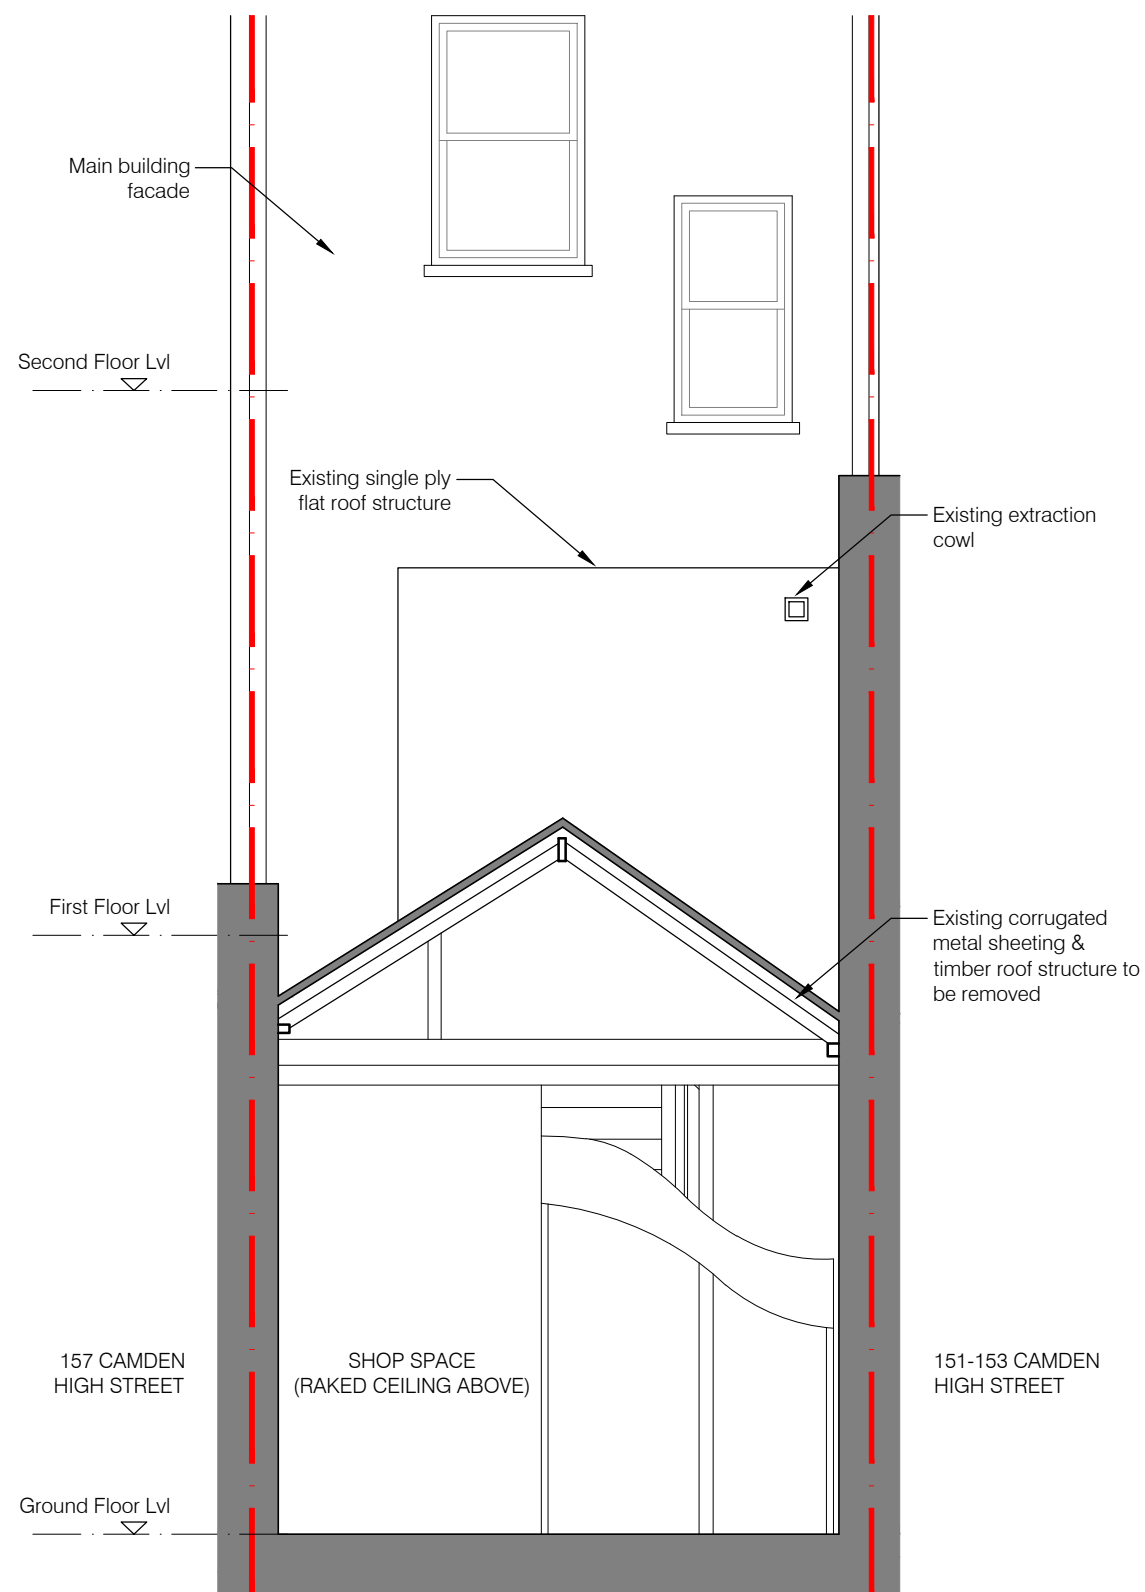 Main building
facade
Second Floor Lvl
Existing single ply
flat roof structure
Existing extraction
cowl
First Floor Lvl
Existing corrugated
metal sheeting &
timber roof structure to
be removed
157 CAMDEN
HIGH STREET
SHOP SPACE
(RAKED CEILING ABOVE)
151-153 CAMDEN
HIGH STREET
Ground Floor Lvl